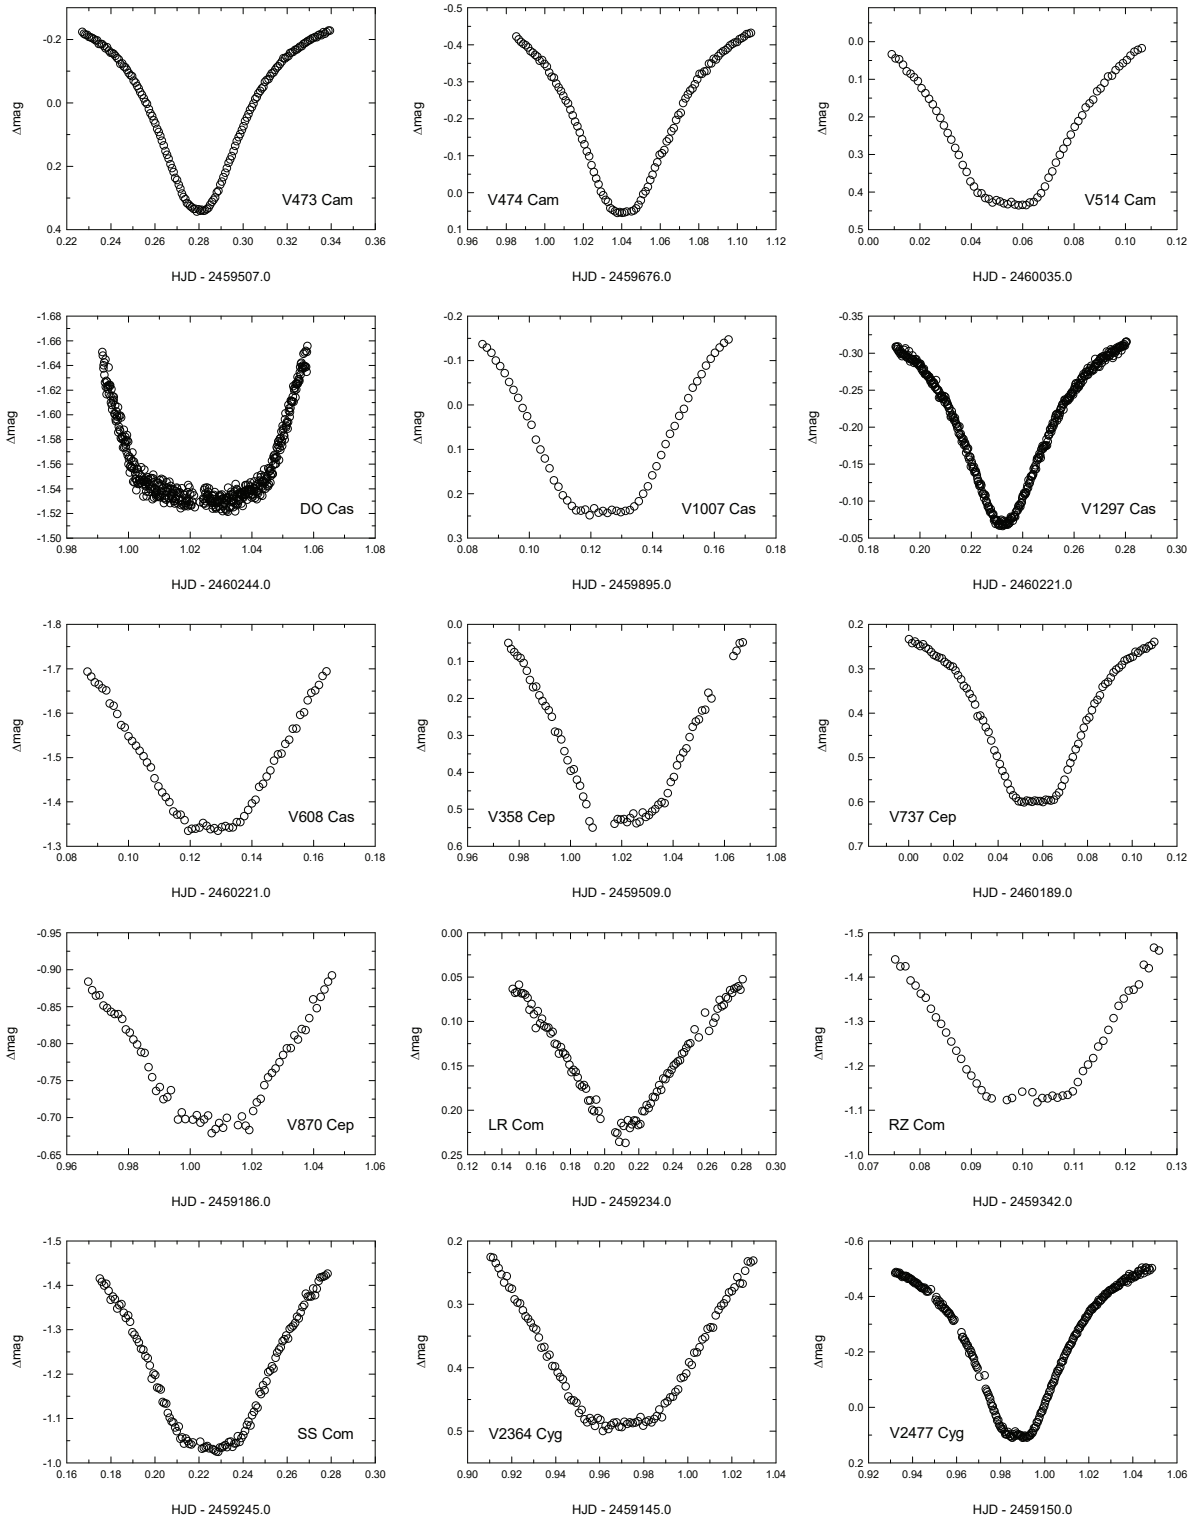 -0.2
0.0
0.2
0.4
Δmag
V473 Cam
0.22 0.24 0.26 0.28 0.30 0.32 0.34 0.36
HJD - 2459507.0
-0.5
-0.4
-0.3
-0.2
-0.1
0.0
0.1
Δmag
V474 Cam
0.96 0.98 1.00 1.02 1.04 1.06 1.08 1.10 1.12
HJD - 2459676.0
0.0
0.1
0.2
0.3
0.4
0.5
Δmag
V514 Cam
0.00 0.02 0.04 0.06 0.08 0.10 0.12
HJD - 2460035.0
-1.68
-1.66
-1.64
-1.62
-1.60
-1.58
-1.56
-1.54
-1.52
-1.50
Δmag
DO Cas
0.98 1.00 1.02 1.04 1.06 1.08
HJD - 2460244.0
-0.2
-0.1
0.0
0.1
0.2
0.3
Δmag
V1007 Cas
0.08 0.10 0.12 0.14 0.16 0.18
HJD - 2459895.0
-0.35
-0.30
-0.25
-0.20
-0.15
-0.10
-0.05
Δmag
V1297 Cas
0.18 0.20 0.22 0.24 0.26 0.28 0.30
HJD - 2460221.0
-1.8
-1.7
-1.6
-1.5
-1.4
-1.3
Δmag
V608 Cas
0.08 0.10 0.12 0.14 0.16 0.18
HJD - 2460221.0
0.0
0.1
0.2
0.3
0.4
0.5
0.6
Δmag
V358 Cep
0.96 0.98 1.00 1.02 1.04 1.06 1.08
HJD - 2459509.0
0.2
0.3
0.4
0.5
0.6
0.7
Δmag
V737 Cep
0.00 0.02 0.04 0.06 0.08 0.10 0.12
HJD - 2460189.0
-0.95
-0.90
-0.85
-0.80
-0.75
-0.70
-0.65
Δmag
V870 Cep
0.96 0.98 1.00 1.02 1.04 1.06
HJD - 2459186.0
0.00
0.05
0.10
0.15
0.20
0.25
Δmag
LR Com
0.12 0.14 0.16 0.18 0.20 0.22 0.24 0.26 0.28 0.30
HJD - 2459234.0
-1.5
-1.4
-1.3
-1.2
-1.1
-1.0
Δmag
RZ Com
0.07 0.08 0.09 0.10 0.11 0.12 0.13
HJD - 2459342.0
-1.5
-1.4
-1.3
-1.2
-1.1
-1.0
Δmag
SS Com
0.16 0.18 0.20 0.22 0.24 0.26 0.28 0.30
HJD - 2459245.0
0.2
0.3
0.4
0.5
Δmag
V2364 Cyg
0.90 0.92 0.94 0.96 0.98 1.00 1.02 1.04
HJD - 2459145.0
-0.6
-0.4
-0.2
0.0
0.2
Δmag
V2477 Cyg
0.92 0.94 0.96 0.98 1.00 1.02 1.04 1.06
HJD - 2459150.0